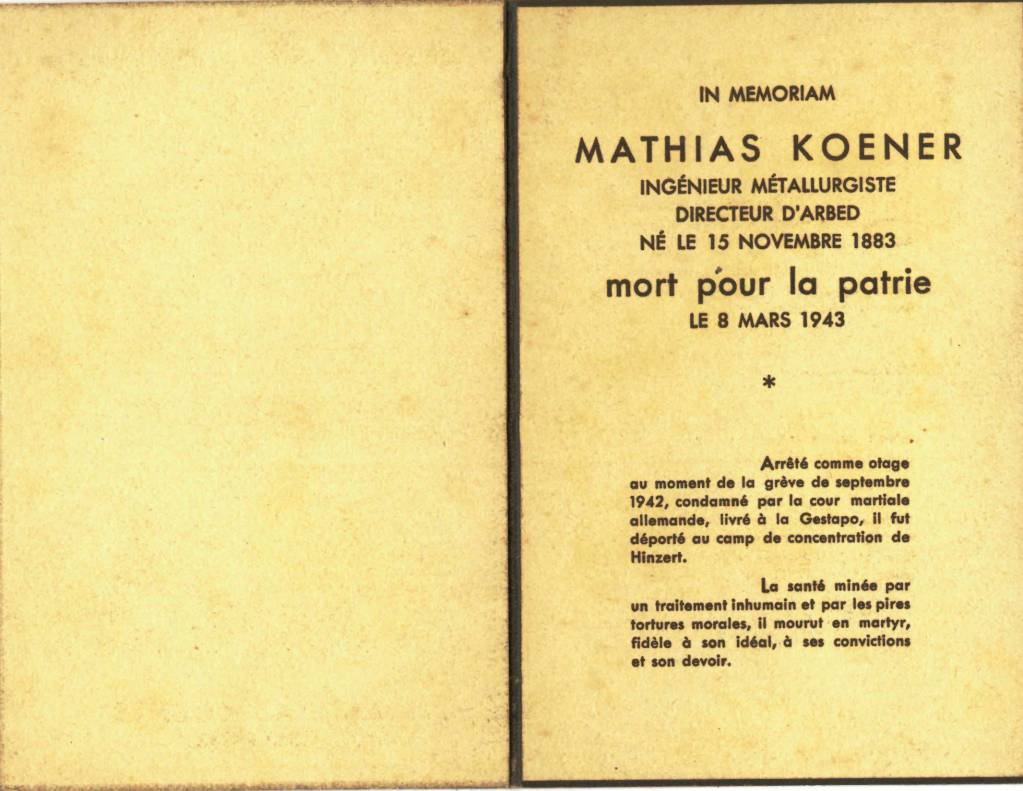 IN MEMORIAM
MATHIAS KOENER
INGÉNIEUR MÉTALLURGISTE
DIRECTEUR D'ARBED
NÉ LE 15 NOVEMBRE 1883
mort pour la patrie
LE 8 MARS 1943
*
Arrêté comme otage
au moment de la grève de septembre
1942, condamné par la cour martiale
allemande, livré à la Gestapo, il fut
déporté au camp de concentration de
Hinzert.
La santé minée par
un traitement inhumain et par les pires
tortures morales, il mourut en martyr,
fidèle à son idéal, à ses convictions
et son devoir.